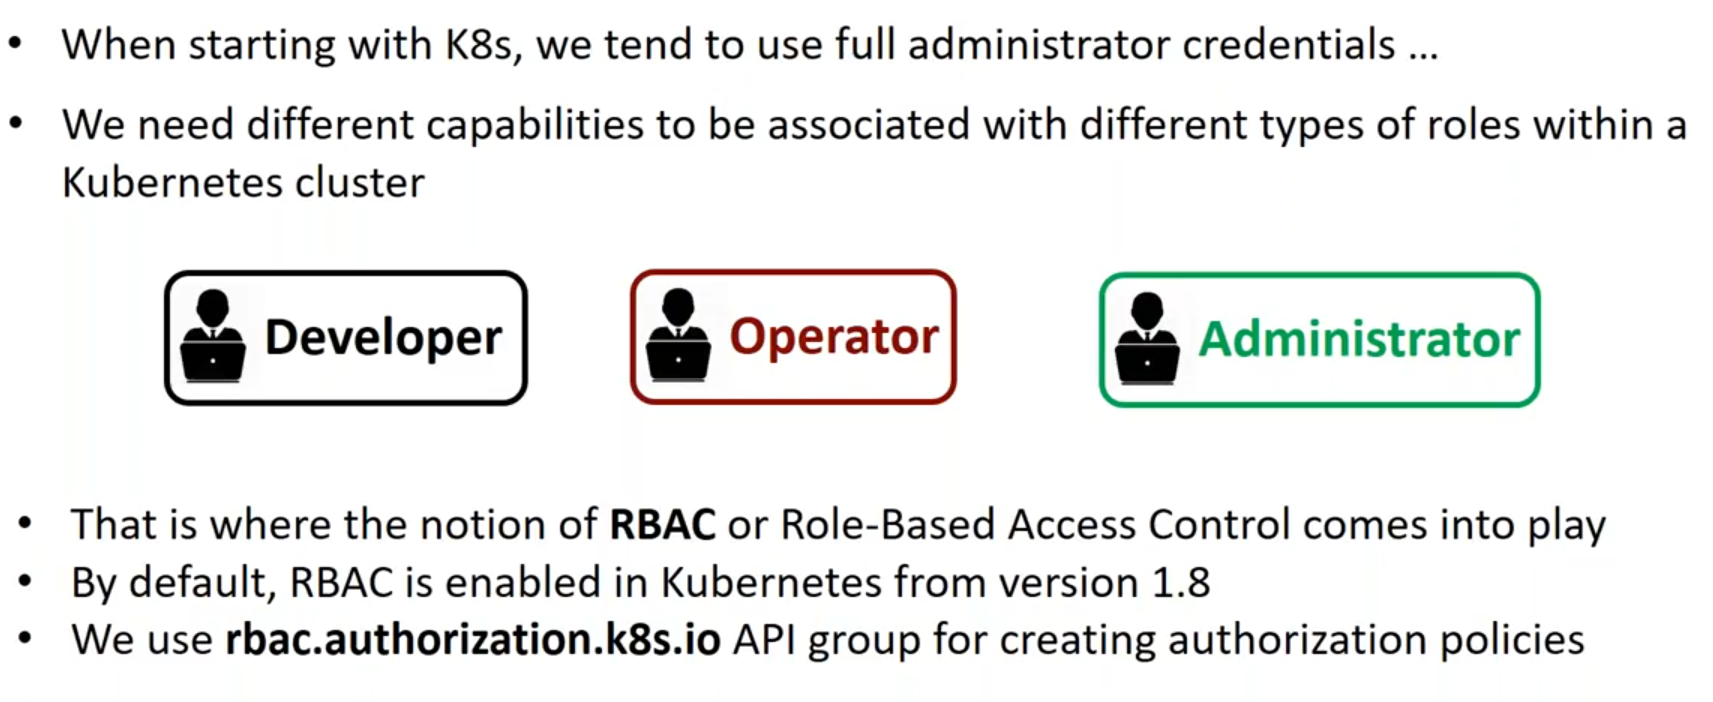 • When starting with K8s, we tend to use full administrator credentials ...
• We need different capabilities to be associated with different types of roles within a
Kubernetes cluster
Developer
Operator
Administrator
• That is where the notion of RBAC or Role-Based Access Control comes into play
• By default, RBAC is enabled in Kubernetes from version 1.8
• We use rbac.authorization.k8s.io API group for creating authorization policies